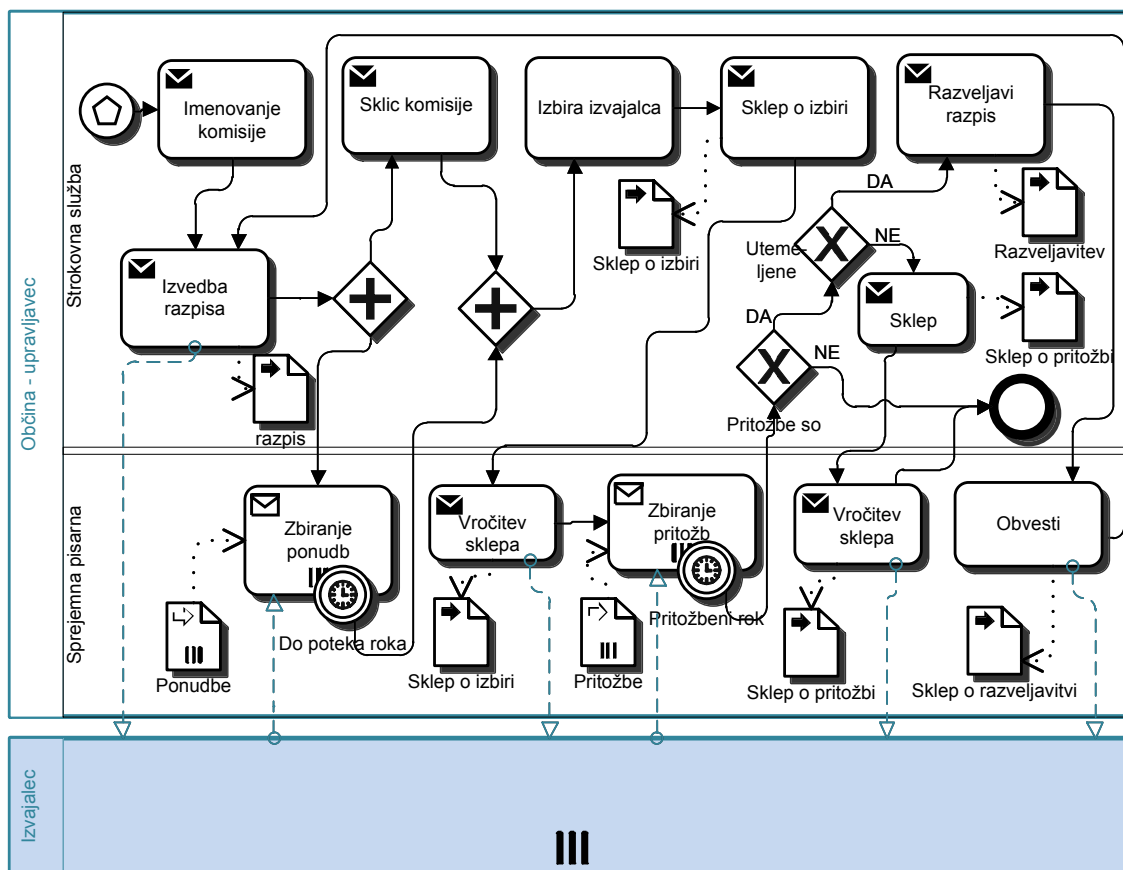 Občina - upravljavec
Strokovna služba
Imenovanje
komisije
Sklic komisije
Izbira izvajalca
Sklep o izbiri
Razveljavi
razpis
DA
Izvedba
razpisa
Sklep o izbiri
Uteme-
ljene
NE
Razveljavitev
Sklep
DA
NE
Sklep o pritožbi
razpis
Pritožbe so
Sprejemna pisarna
Zbiranje
ponudb
Vročitev
sklepa
Zbiranje
pritožb
Vročitev
sklepa
Obvesti
Do poteka roka
Pritožbeni rok
Ponudbe
Sklep o izbiri
Pritožbe
Sklep o pritožbi
Sklep o razveljavitvi
Izvajalec